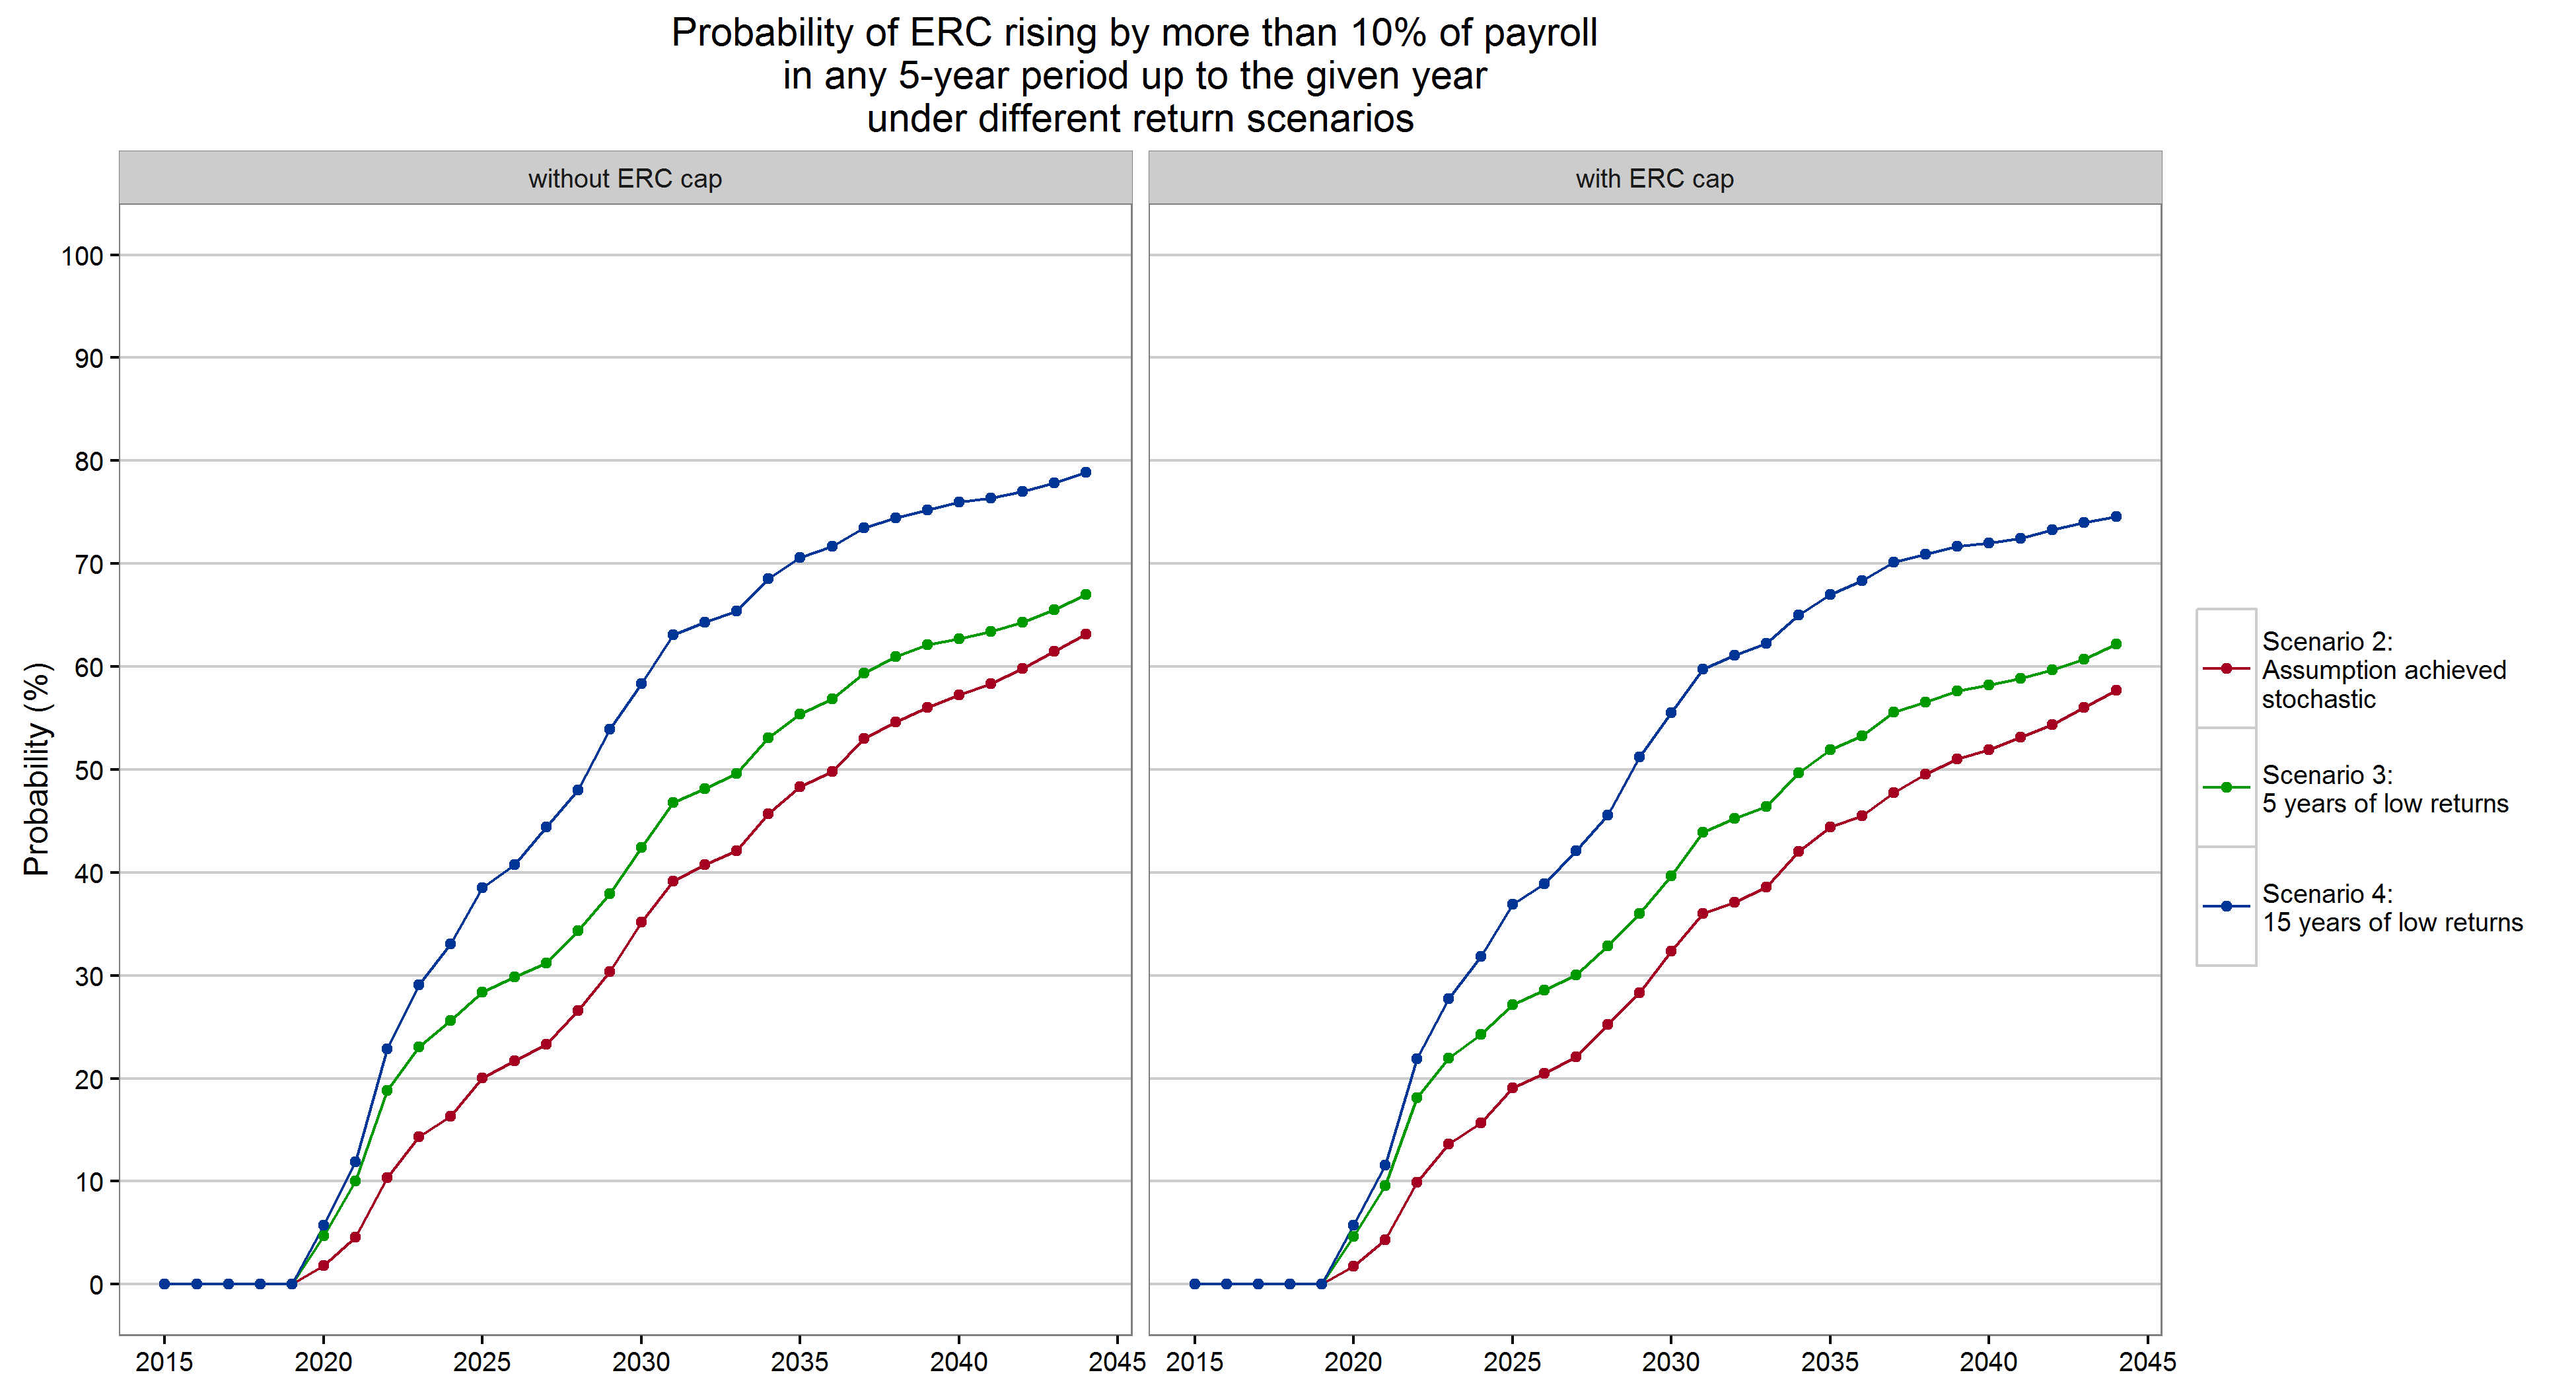 Probability of ERC rising by more than 10% of payroll
in any 5-year period up to the given year
under different return scenarios
without ERC cap
with ERC cap
Probability (%)
100
90
80
70
60
50
40
30
20
10
0
2015 2020 2025 2030 2035 2040 2045
2015 2020 2025 2030 2035 2040 2045
Scenario 2:
Assumption achieved
stochastic
Scenario 3:
5 years of low returns
Scenario 4:
15 years of low returns